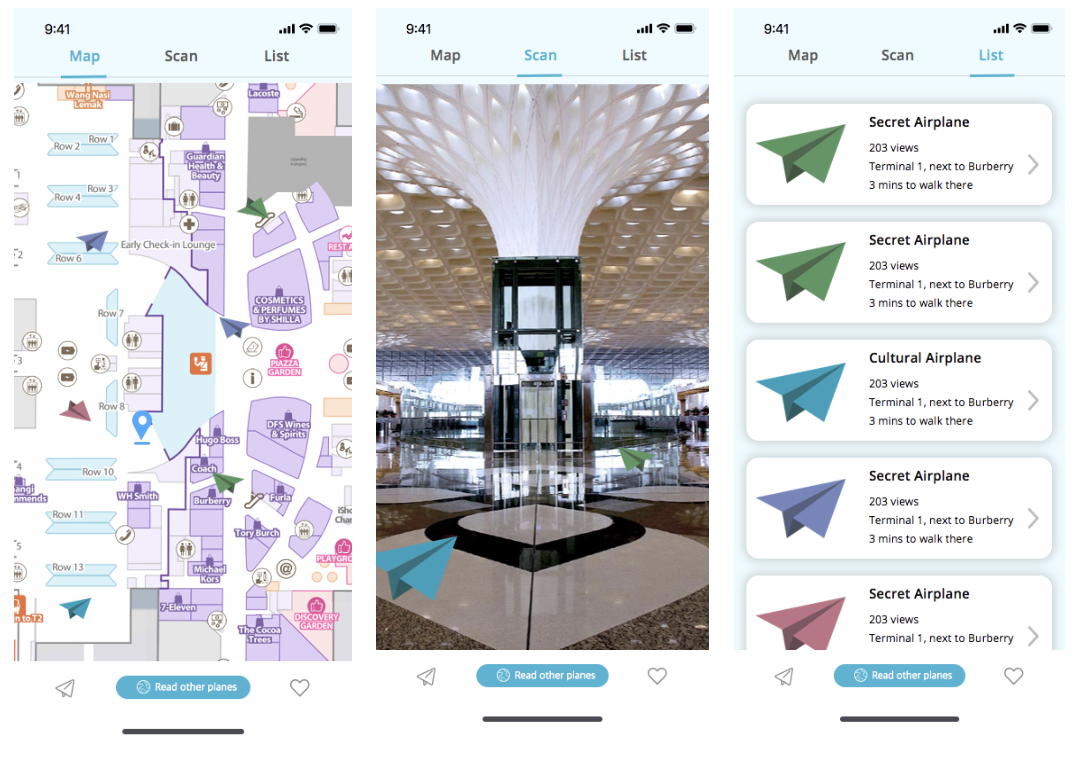 9:41
Map Scan List
Wang Nasi
Lemak
Lacoste
Row 1
Row 2
Guardian
Health &
Beauty
Row 3
Row 4
Early Check-in Lounge
Row 6
REST A
COSMETICS
& PERFUMES
BY SHILLA
Row 7
PIAZZA
GARDEN
Row 8
DFS Wines
& Spirits
Hugo Boss
Coach
Row 10
angi
mmends
WH Smith
Burberry
Furla
iSho
Chan
Row 11
Tory Burch
PLAYGRO
Row 13
Michael
Kors
7-Eleven
n to T2
DISCOVERY
GARDEN
The Cocoa
Trees
Read other planes
9:41
Map Scan List
Read other planes
9:41
Map Scan List
Secret Airplane
203 views
Terminal 1, next to Burberry
3 mins to walk there
Secret Airplane
203 views
Terminal 1, next to Burberry
3 mins to walk there
Cultural Airplane
203 views
Terminal 1, next to Burberry
3 mins to walk there
Secret Airplane
203 views
Terminal 1, next to Burberry
3 mins to walk there
Secret Airplane
203 views
Terminal 1, next to Burberry
Read other planes